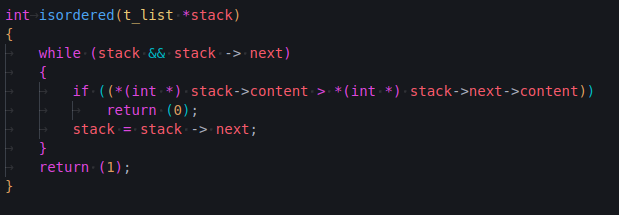 int isordered(t_list *stack)
{
    while (stack && stack -> next)
    {
        if ((*(int *) stack->content > *(int *) stack->next->content))
            return (0);
        stack = stack -> next;
    }
    return (1);
}